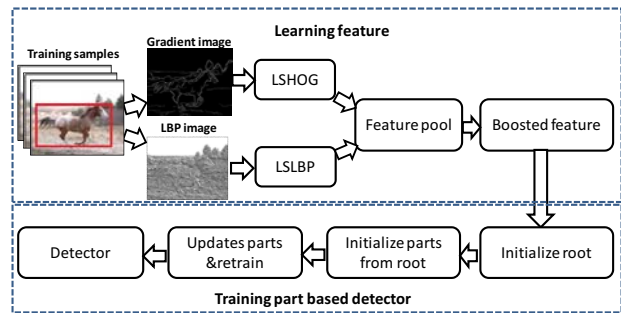 Learning feature
Training samples
Gradient image
LSHOG
LBP image
LSLBP
Feature pool
Boosted feature
Detector
Updates parts
&retrain
Initialize parts
from root
Initialize root
Training part based detector